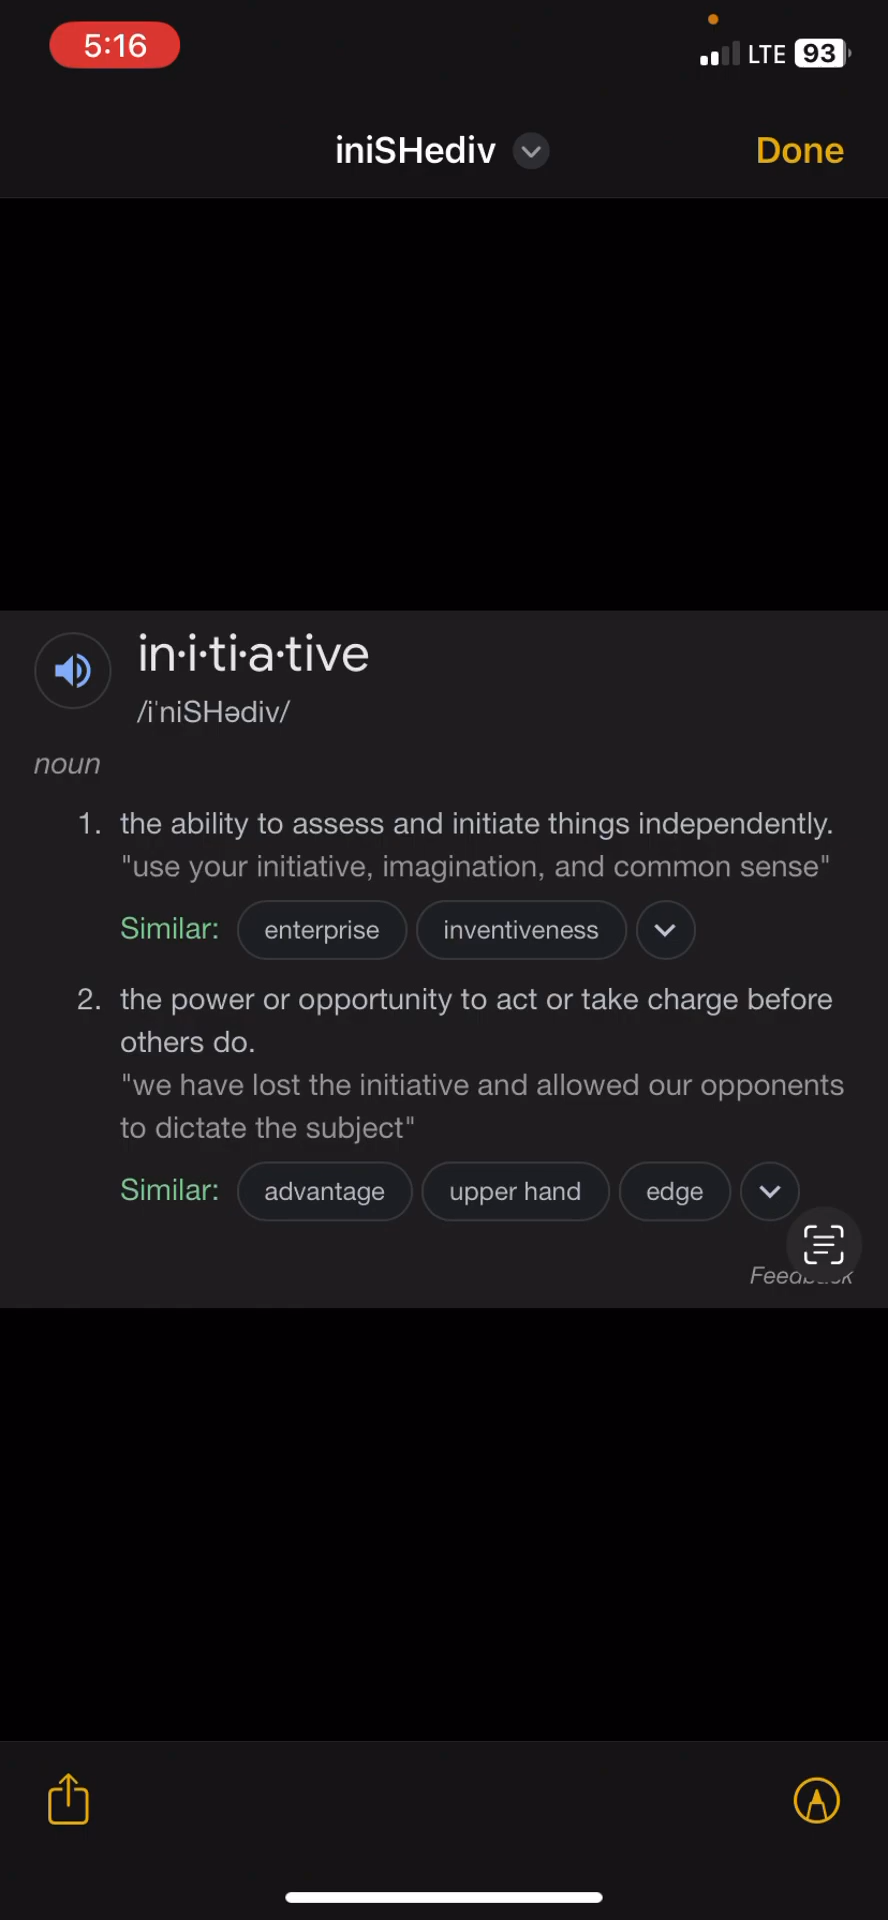 5:16
LTE 93
iniSHediv
Done
in·i·ti·a·tive
/iˈniSHədiv/
noun
1. the ability to assess and initiate things independently.
"use your initiative, imagination, and common sense"
Similar: enterprise inventiveness
2. the power or opportunity to act or take charge before
others do.
"we have lost the initiative and allowed our opponents
to dictate the subject"
Similar: advantage upper hand edge
Feedback